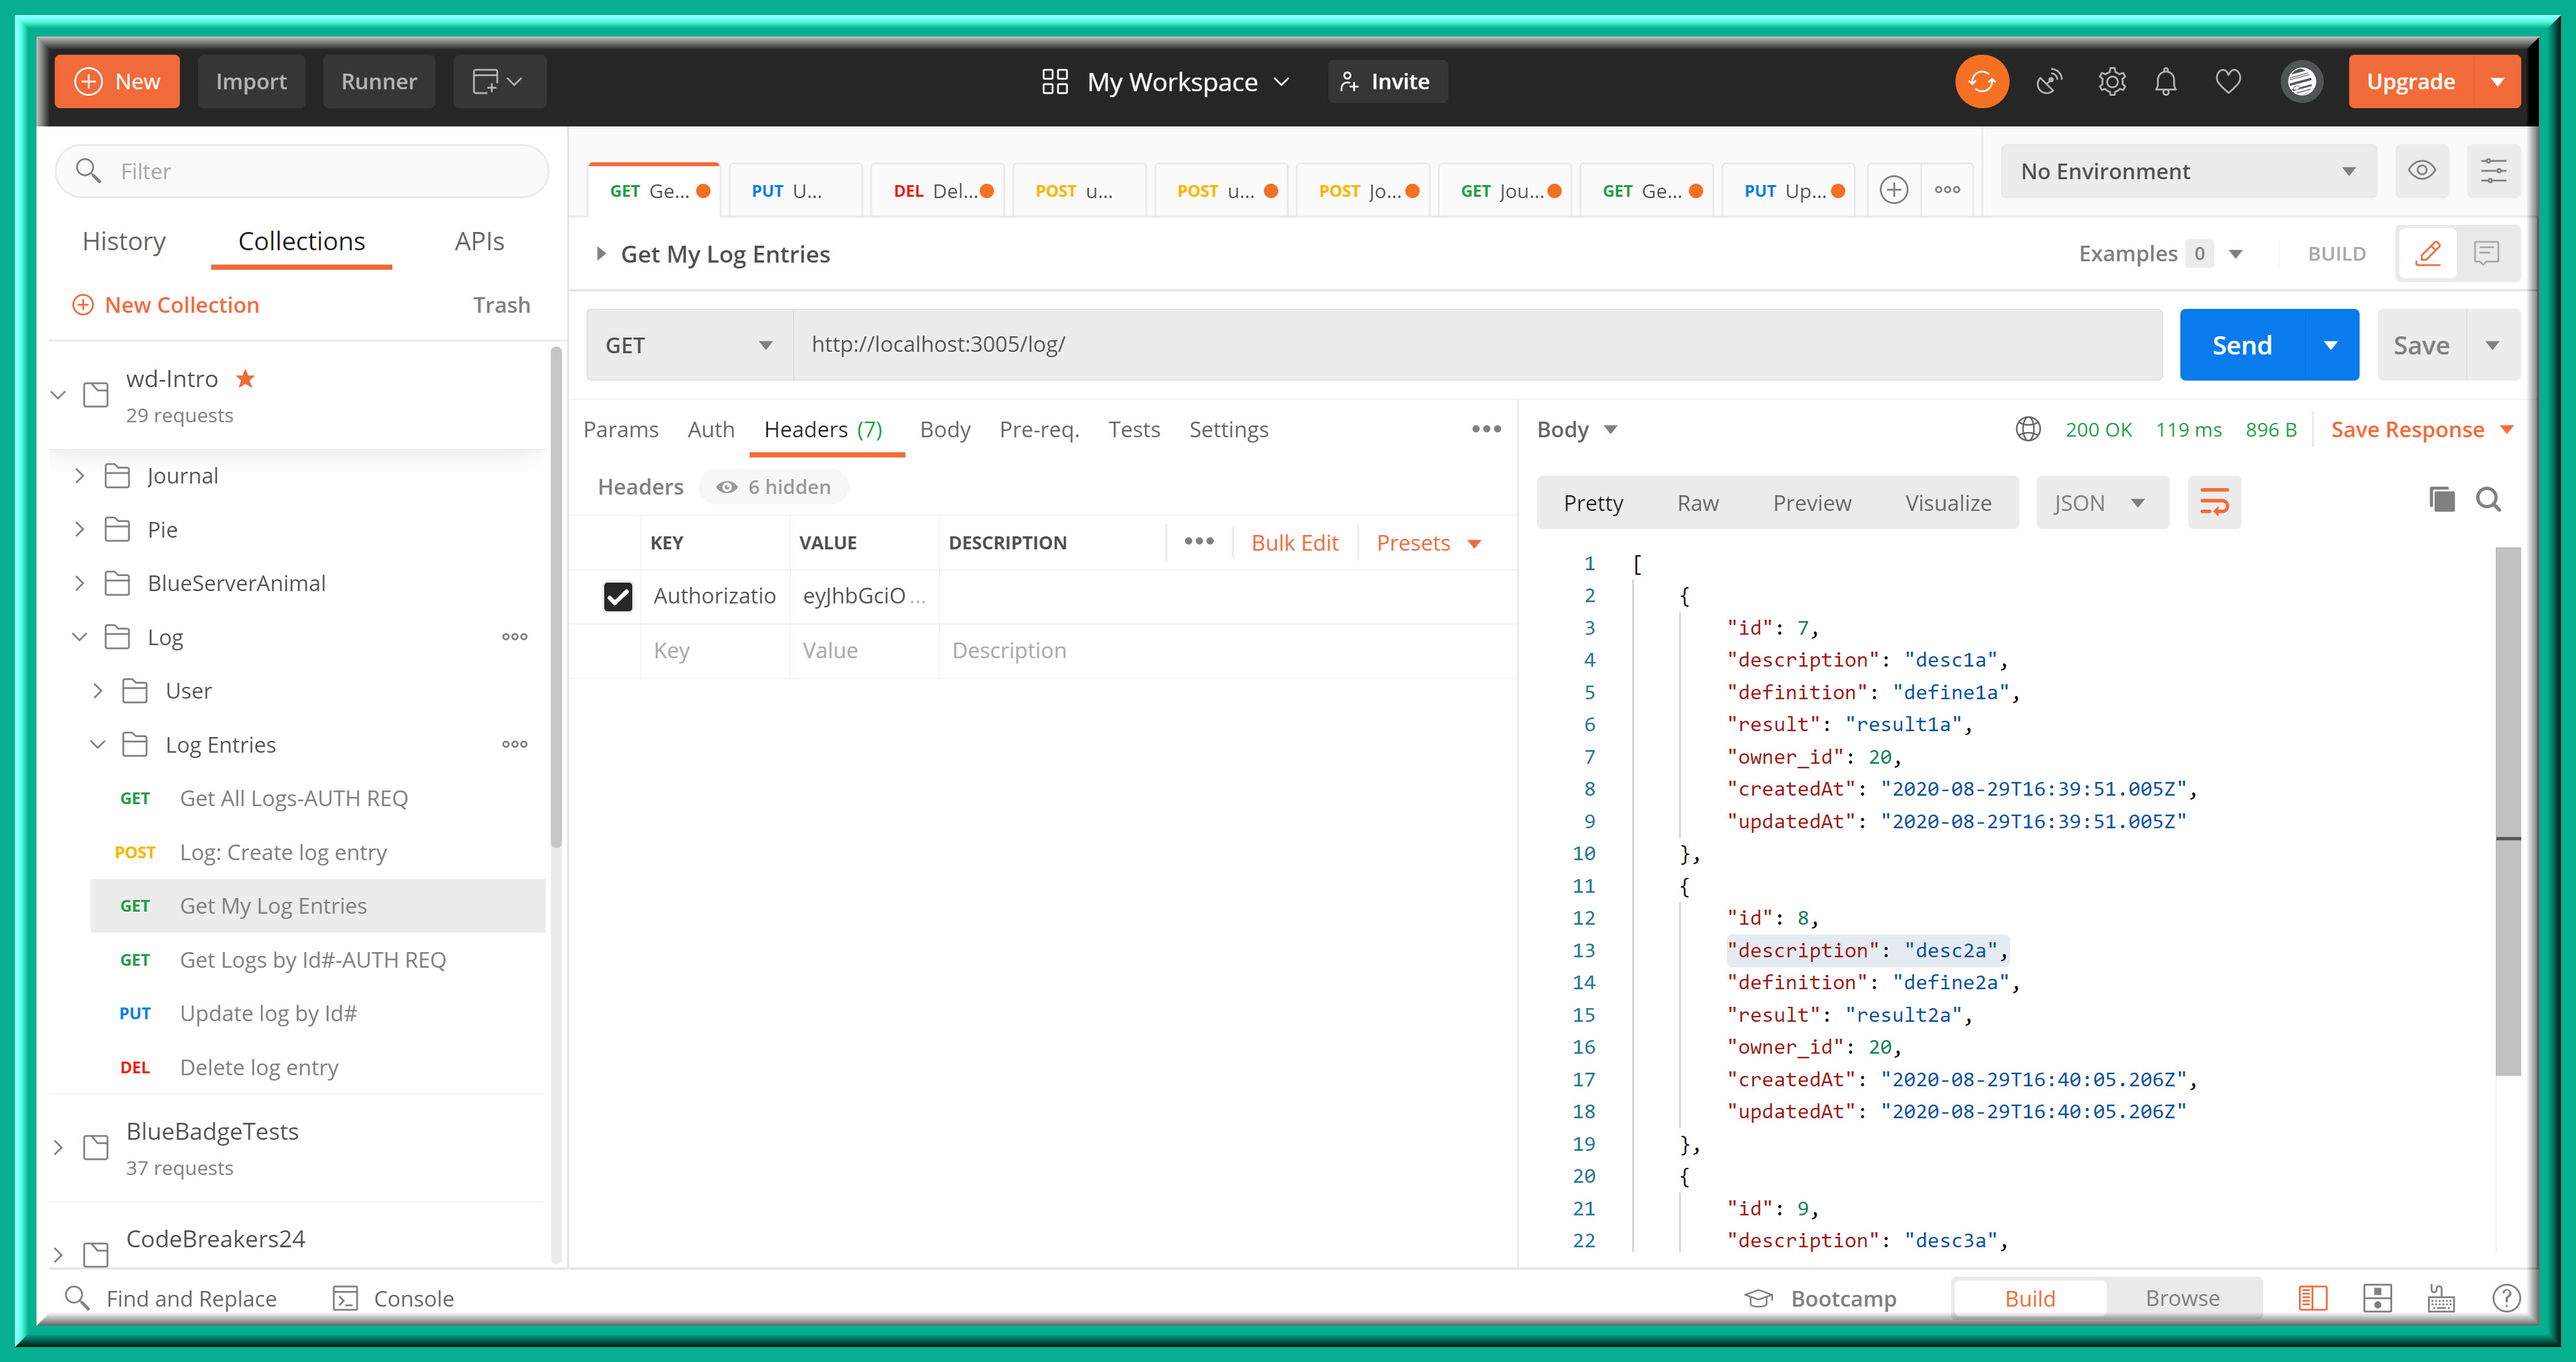 New Import Runner My Workspace Invite Upgrade
Filter
History Collections APIs
New Collection Trash
wd-Intro
29 requests
Journal
Pie
BlueServerAnimal
Log
User
Log Entries
GET Get All Logs-AUTH REQ
POST Log: Create log entry
GET Get My Log Entries
GET Get Logs by Id#-AUTH REQ
PUT Update log by Id#
DEL Delete log entry
BlueBadgeTests
37 requests
CodeBreakers24
GET Ge... PUT U... DEL Del... POST u... POST u... POST Jo... GET Jou... GET Ge... PUT Up... No Environment
Get My Log Entries Examples 0 BUILD
GET http://localhost:3005/log/ Send Save
Params Auth Headers (7) Body Pre-req. Tests Settings
Headers 6 hidden
KEY VALUE DESCRIPTION Bulk Edit Presets
Authorizatio eyJhbGciO ...
Key Value Description
Body 200 OK 119 ms 896 B Save Response
Pretty Raw Preview Visualize JSON
1 [
2 {
3 "id": 7,
4 "description": "desc1a",
5 "definition": "define1a",
6 "result": "result1a",
7 "owner_id": 20,
8 "createdAt": "2020-08-29T16:39:51.005Z",
9 "updatedAt": "2020-08-29T16:39:51.005Z"
10 },
11 {
12 "id": 8,
13 "description": "desc2a",
14 "definition": "define2a",
15 "result": "result2a",
16 "owner_id": 20,
17 "createdAt": "2020-08-29T16:40:05.206Z",
18 "updatedAt": "2020-08-29T16:40:05.206Z"
19 },
20 {
21 "id": 9,
22 "description": "desc3a",
Find and Replace Console Bootcamp Build Browse